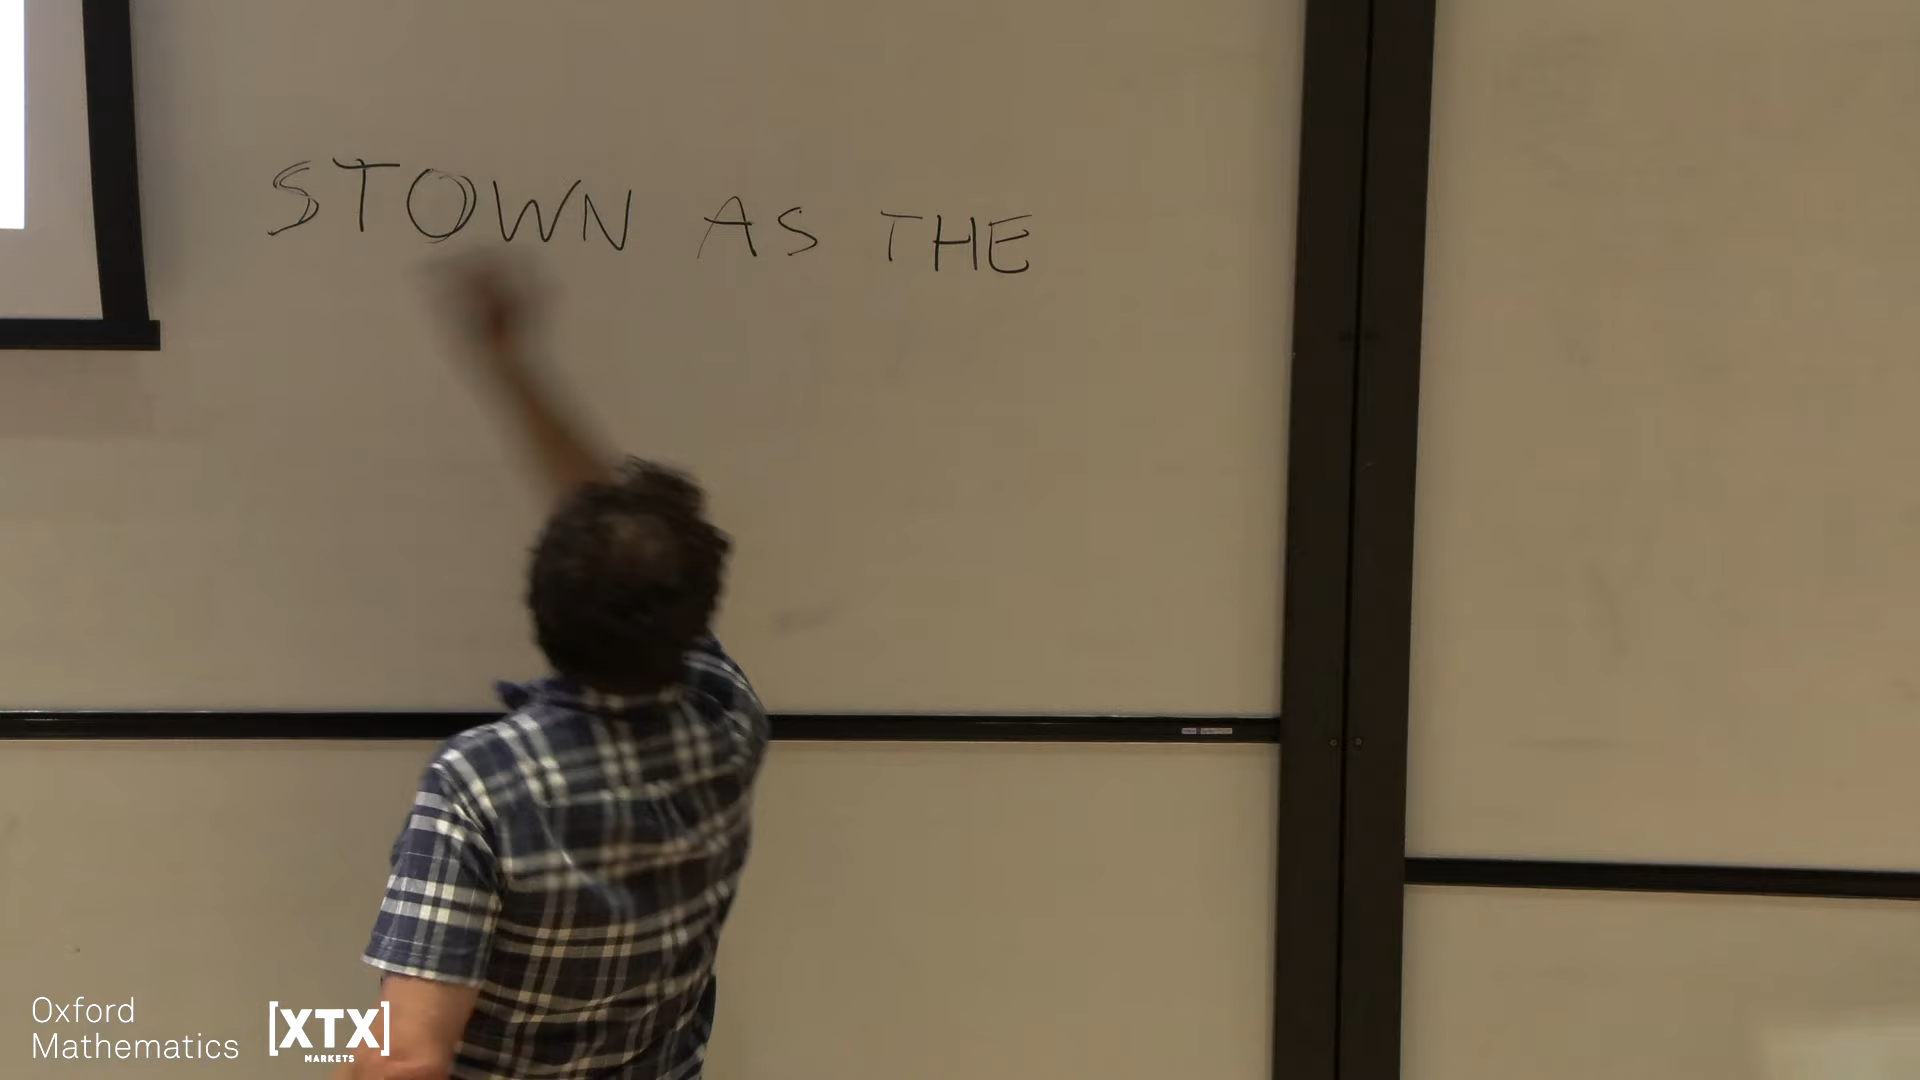 STOWN AS THE
Oxford
Mathematics
[XTX]
MARKETS